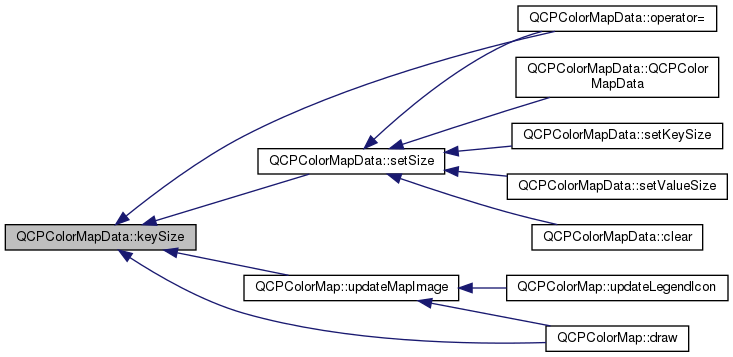 QCPColorMapData::operator=
QCPColorMapData::QCPColor
MapData
QCPColorMapData::setKeySize
QCPColorMapData::setSize
QCPColorMapData::setValueSize
QCPColorMapData::keySize
QCPColorMapData::clear
QCPColorMap::updateMapImage
QCPColorMap::updateLegendIcon
QCPColorMap::draw